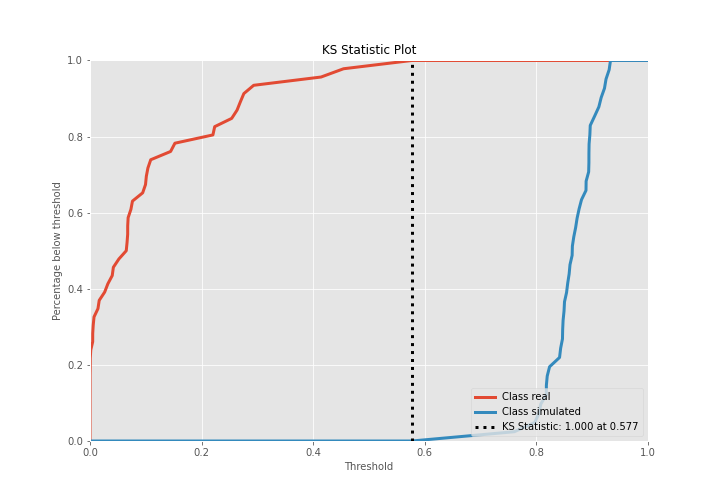 KS Statistic Plot
1.0
0.8
0.6
0.4
0.2
0.0
Percentage below threshold
0.0 0.2 0.4 0.6 0.8 1.0
Threshold
Class real
Class simulated
KS Statistic: 1.000 at 0.577